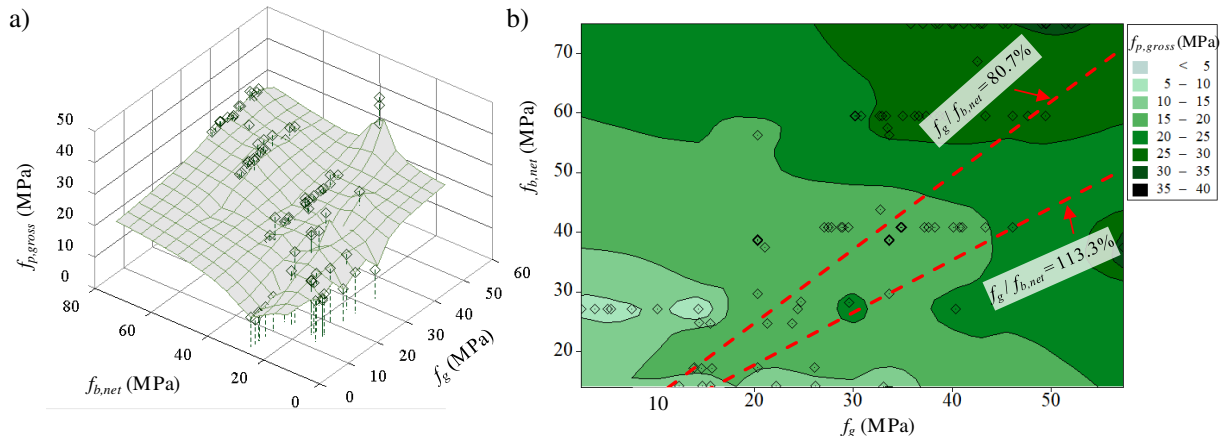 a)
f_p,gross (MPa)
50
40
30
20
10
0
80
60
40
20
0
f_b,net (MPa)
0
10
20
30
40
50
60
f_g (MPa)
b)
f_b,net (MPa)
70
60
50
40
30
20
10
20
30
40
50
f_g (MPa)
f_g / f_b,net = 80.7%
f_g / f_b,net = 113.3%
f_p,gross (MPa)
< 5
5 – 10
10 – 15
15 – 20
20 – 25
25 – 30
30 – 35
35 – 40